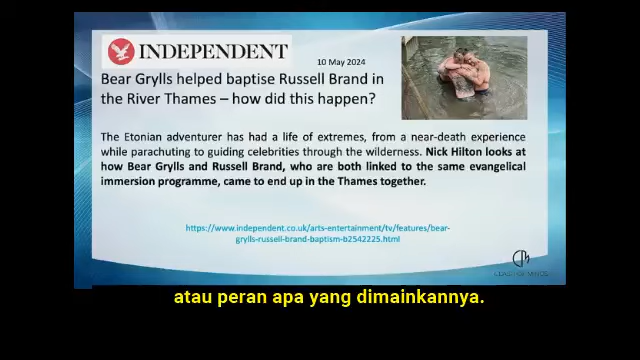 INDEPENDENT
10 May 2024
Bear Grylls helped baptise Russell Brand in
the River Thames – how did this happen?
The Etonian adventurer has had a life of extremes, from a near-death experience
while parachuting to guiding celebrities through the wilderness. Nick Hilton looks at
how Bear Grylls and Russell Brand, who are both linked to the same evangelical
immersion programme, came to end up in the Thames together.
https://www.independent.co.uk/arts-entertainment/tv/features/bear-
grylls-russell-brand-baptism-b2542225.html
atau peran apa yang dimainkannya.